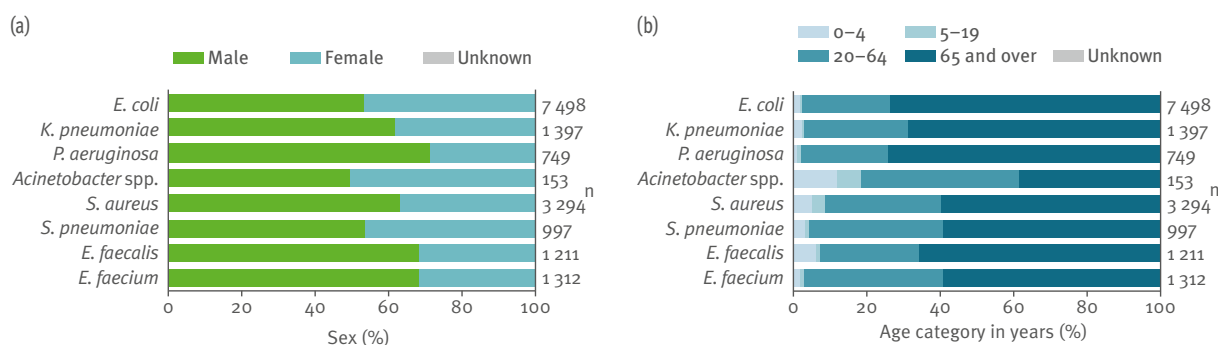 (a)
Male Female Unknown
E. coli 7 498
K. pneumoniae 1 397
P. aeruginosa 749
Acinetobacter spp. 153
n
S. aureus 3 294
S. pneumoniae 997
E. faecalis 1 211
E. faecium 1 312
0 20 40 60 80 100
Sex (%)
(b)
0–4 5–19
20–64 65 and over Unknown
E. coli 7 498
K. pneumoniae 1 397
P. aeruginosa 749
Acinetobacter spp. 153
n
S. aureus 3 294
S. pneumoniae 997
E. faecalis 1 211
E. faecium 1 312
0 20 40 60 80 100
Age category in years (%)